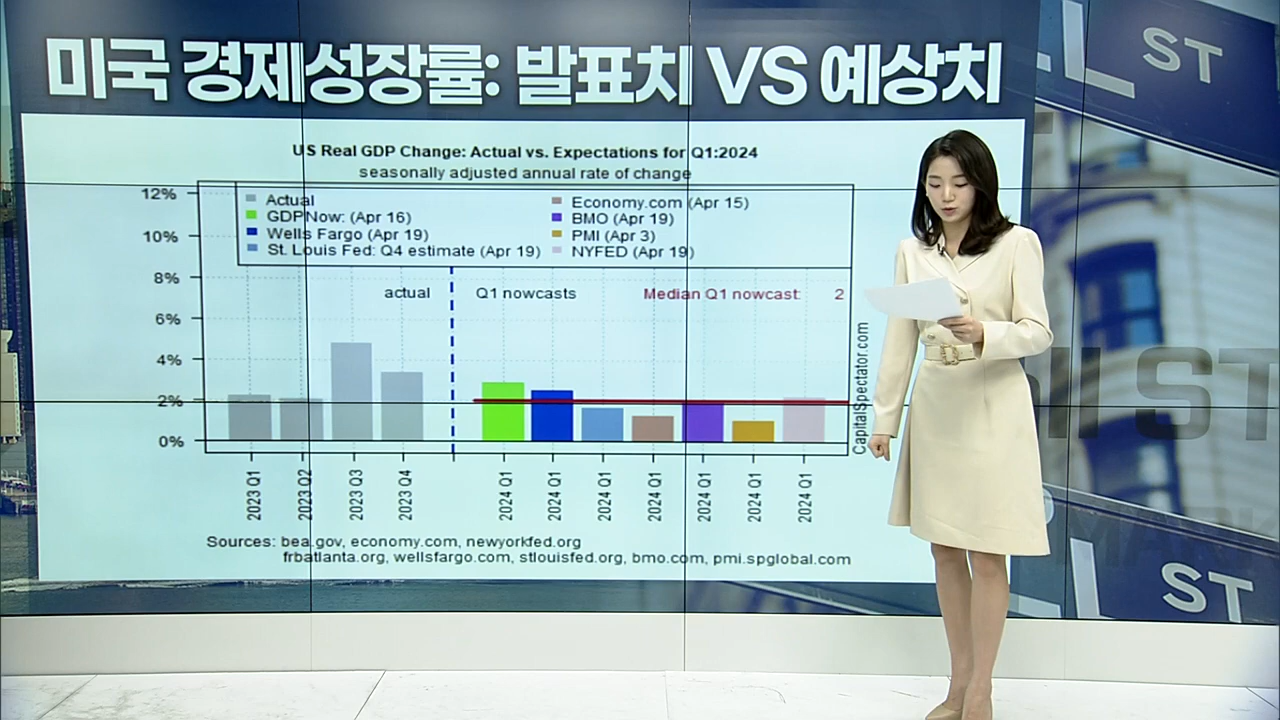 미국 경제성장률: 발표치 VS 예상치
ST
US Real GDP Change: Actual vs. Expectations for Q1:2024
seasonally adjusted annual rate of change
12%
10%
8%
6%
4%
2%
0%
Actual
GDPNow: (Apr 16)
Wells Fargo (Apr 19)
St. Louis Fed: Q4 estimate (Apr 19)
Economy.com (Apr 15)
BMO (Apr 19)
PMI (Apr 3)
NYFED (Apr 19)
actual
Q1 nowcasts
Median Q1 nowcast: 2
CapitalSpectator.com
2023 Q1
2023 Q2
2023 Q3
2023 Q4
2024 Q1
2024 Q1
2024 Q1
2024 Q1
2024 Q1
2024 Q1
2024 Q1
Sources: bea.gov, economy.com, newyorkfed.org
frbatlanta.org, wellsfargo.com, stlouisfed.org, bmo.com, pmi.spglobal.com
ST
L ST